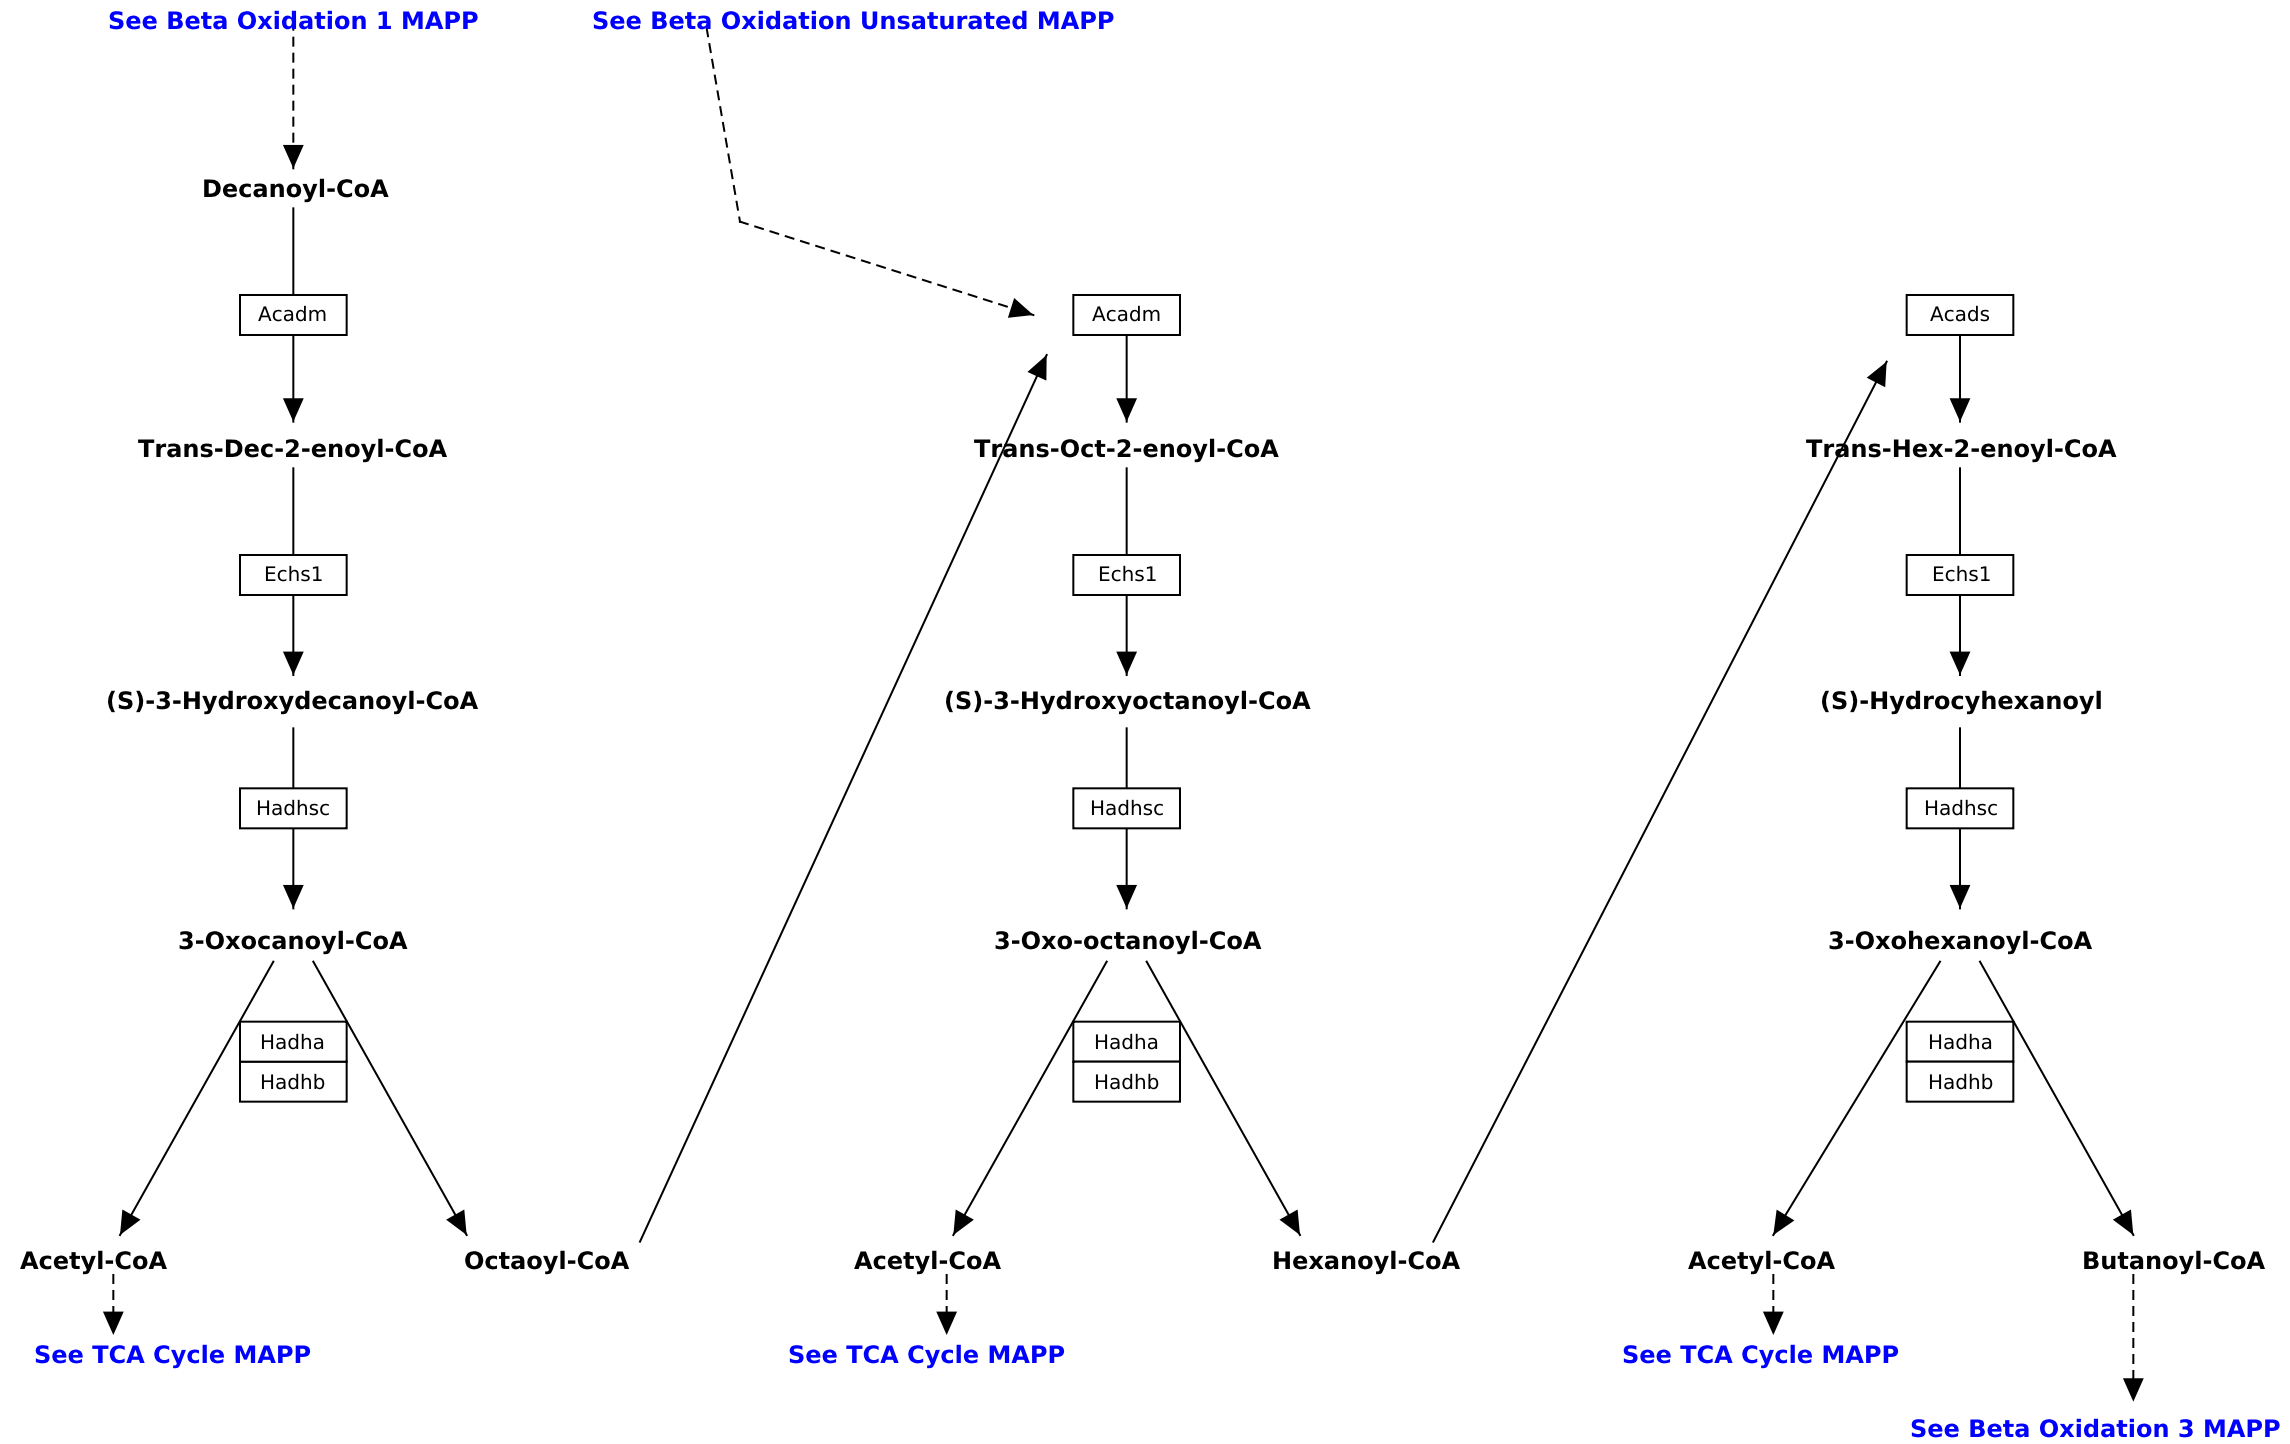 See Beta Oxidation 1 MAPP
See Beta Oxidation Unsaturated MAPP
Decanoyl-CoA
Acadm
Acadm
Acads
Trans-Dec-2-enoyl-CoA
Trans-Oct-2-enoyl-CoA
Trans-Hex-2-enoyl-CoA
Echs1
Echs1
Echs1
(S)-3-Hydroxydecanoyl-CoA
(S)-3-Hydroxyoctanoyl-CoA
(S)-Hydrocyhexanoyl
Hadhsc
Hadhsc
Hadhsc
3-Oxocanoyl-CoA
3-Oxo-octanoyl-CoA
3-Oxohexanoyl-CoA
Hadha
Hadha
Hadha
Hadhb
Hadhb
Hadhb
Acetyl-CoA
Octaoyl-CoA
Acetyl-CoA
Hexanoyl-CoA
Acetyl-CoA
Butanoyl-CoA
See TCA Cycle MAPP
See TCA Cycle MAPP
See TCA Cycle MAPP
See Beta Oxidation 3 MAPP